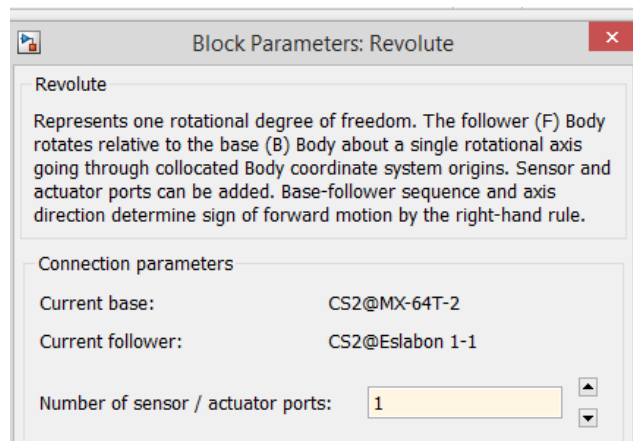 Block Parameters: Revolute
Revolute
Represents one rotational degree of freedom. The follower (F) Body
rotates relative to the base (B) Body about a single rotational axis
going through collocated Body coordinate system origins. Sensor and
actuator ports can be added. Base-follower sequence and axis
direction determine sign of forward motion by the right-hand rule.
Connection parameters
Current base: CS2@MX-64T-2
Current follower: CS2@Eslabon 1-1
Number of sensor / actuator ports: 1